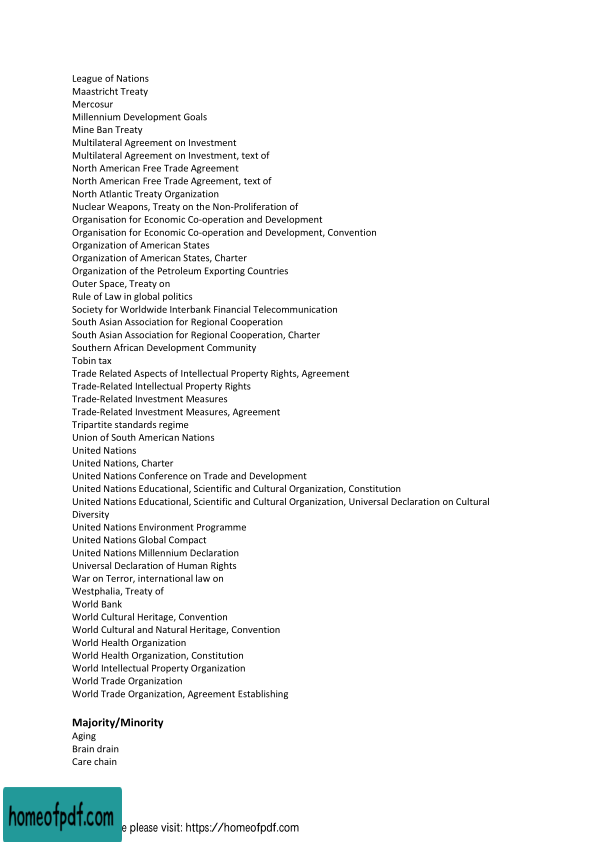 League of Nations
Maastricht Treaty
Mercosur
Millennium Development Goals
Mine Ban Treaty
Multilateral Agreement on Investment
Multilateral Agreement on Investment, text of
North American Free Trade Agreement
North American Free Trade Agreement, text of
North Atlantic Treaty Organization
Nuclear Weapons, Treaty on the Non-Proliferation of
Organisation for Economic Co-operation and Development
Organisation for Economic Co-operation and Development, Convention
Organization of American States
Organization of American States, Charter
Organization of the Petroleum Exporting Countries
Outer Space, Treaty on
Rule of Law in global politics
Society for Worldwide Interbank Financial Telecommunication
South Asian Association for Regional Cooperation
South Asian Association for Regional Cooperation, Charter
Southern African Development Community
Tobin tax
Trade Related Aspects of Intellectual Property Rights, Agreement
Trade-Related Intellectual Property Rights
Trade-Related Investment Measures
Trade-Related Investment Measures, Agreement
Tripartite standards regime
Union of South American Nations
United Nations
United Nations, Charter
United Nations Conference on Trade and Development
United Nations Educational, Scientific and Cultural Organization, Constitution
United Nations Educational, Scientific and Cultural Organization, Universal Declaration on Cultural
Diversity
United Nations Environment Programme
United Nations Global Compact
United Nations Millennium Declaration
Universal Declaration of Human Rights
War on Terror, international law on
Westphalia, Treaty of
World Bank
World Cultural Heritage, Convention
World Cultural and Natural Heritage, Convention
World Health Organization
World Health Organization, Constitution
World Intellectual Property Organization
World Trade Organization
World Trade Organization, Agreement Establishing
Majority/Minority
Aging
Brain drain
Care chain
homeofpdf.com
e please visit: https://homeofpdf.com